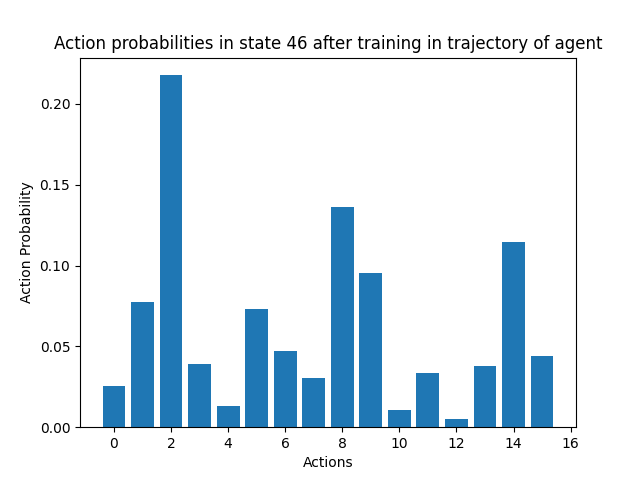 Action probabilities in state 46 after training in trajectory of agent
0.20
0.15
0.10
0.05
0.00
Action Probability
0 2 4 6 8 10 12 14 16
Actions